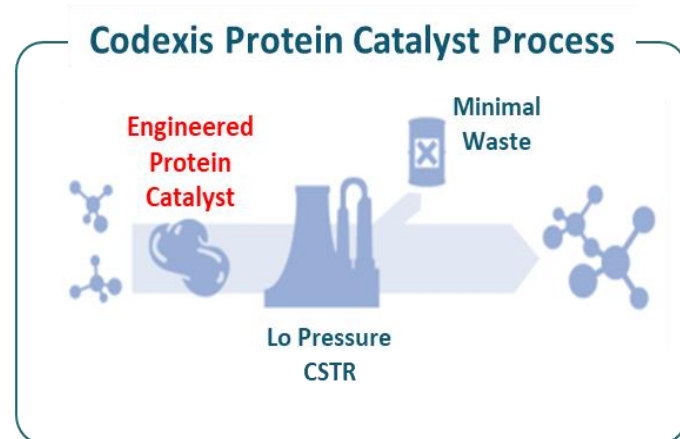 Codexis Protein Catalyst Process
Engineered
Protein
Catalyst
Minimal
Waste
Lo Pressure
CSTR